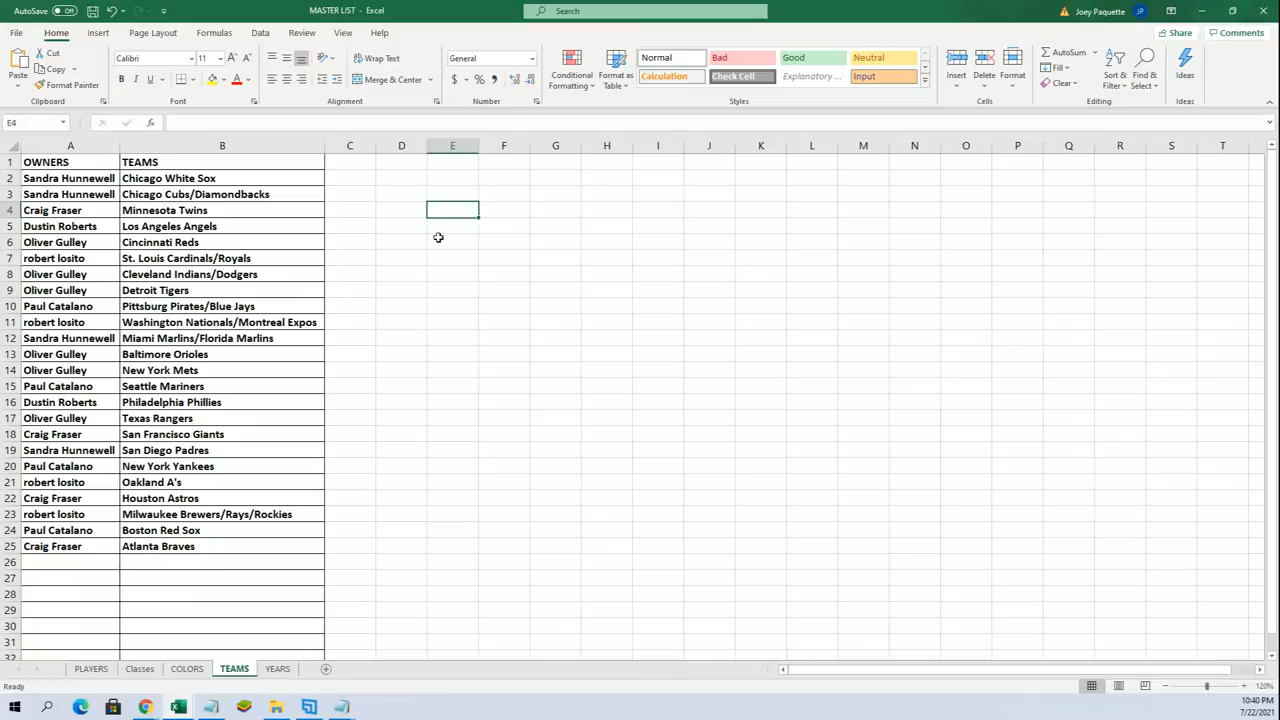 AutoSave Off MASTER LIST - Excel Search Joey Paquette JP
File Home Insert Page Layout Formulas Data Review View Help Share Comments
Paste Cut Copy Format Painter Clipboard
Calibri 11 B I U Font
Wrap Text Merge & Center Alignment
General $ % Number
Conditional Formatting Format as Table Normal Bad Good Neutral Calculation Check Cell Explanatory ... Input Styles
Insert Delete Format Cells
AutoSum Fill Clear Sort & Filter Find & Select Editing
Ideas Ideas
E4 fx
A B C D E F G H I J K L M N O P Q R S T
1 OWNERS TEAMS
2 Sandra Hunnewell Chicago White Sox
3 Sandra Hunnewell Chicago Cubs/Diamondbacks
4 Craig Fraser Minnesota Twins
5 Dustin Roberts Los Angeles Angels
6 Oliver Gulley Cincinnati Reds
7 robert losito St. Louis Cardinals/Royals
8 Oliver Gulley Cleveland Indians/Dodgers
9 Oliver Gulley Detroit Tigers
10 Paul Catalano Pittsburg Pirates/Blue Jays
11 robert losito Washington Nationals/Montreal Expos
12 Sandra Hunnewell Miami Marlins/Florida Marlins
13 Oliver Gulley Baltimore Orioles
14 Oliver Gulley New York Mets
15 Paul Catalano Seattle Mariners
16 Dustin Roberts Philadelphia Phillies
17 Oliver Gulley Texas Rangers
18 Craig Fraser San Francisco Giants
19 Sandra Hunnewell San Diego Padres
20 Paul Catalano New York Yankees
21 robert losito Oakland A's
22 Craig Fraser Houston Astros
23 robert losito Milwaukee Brewers/Rays/Rockies
24 Paul Catalano Boston Red Sox
25 Craig Fraser Atlanta Braves
26
27
28
29
30
31
32
PLAYERS Classes COLORS TEAMS YEARS
Ready 120%
10:40 PM
7/22/2021